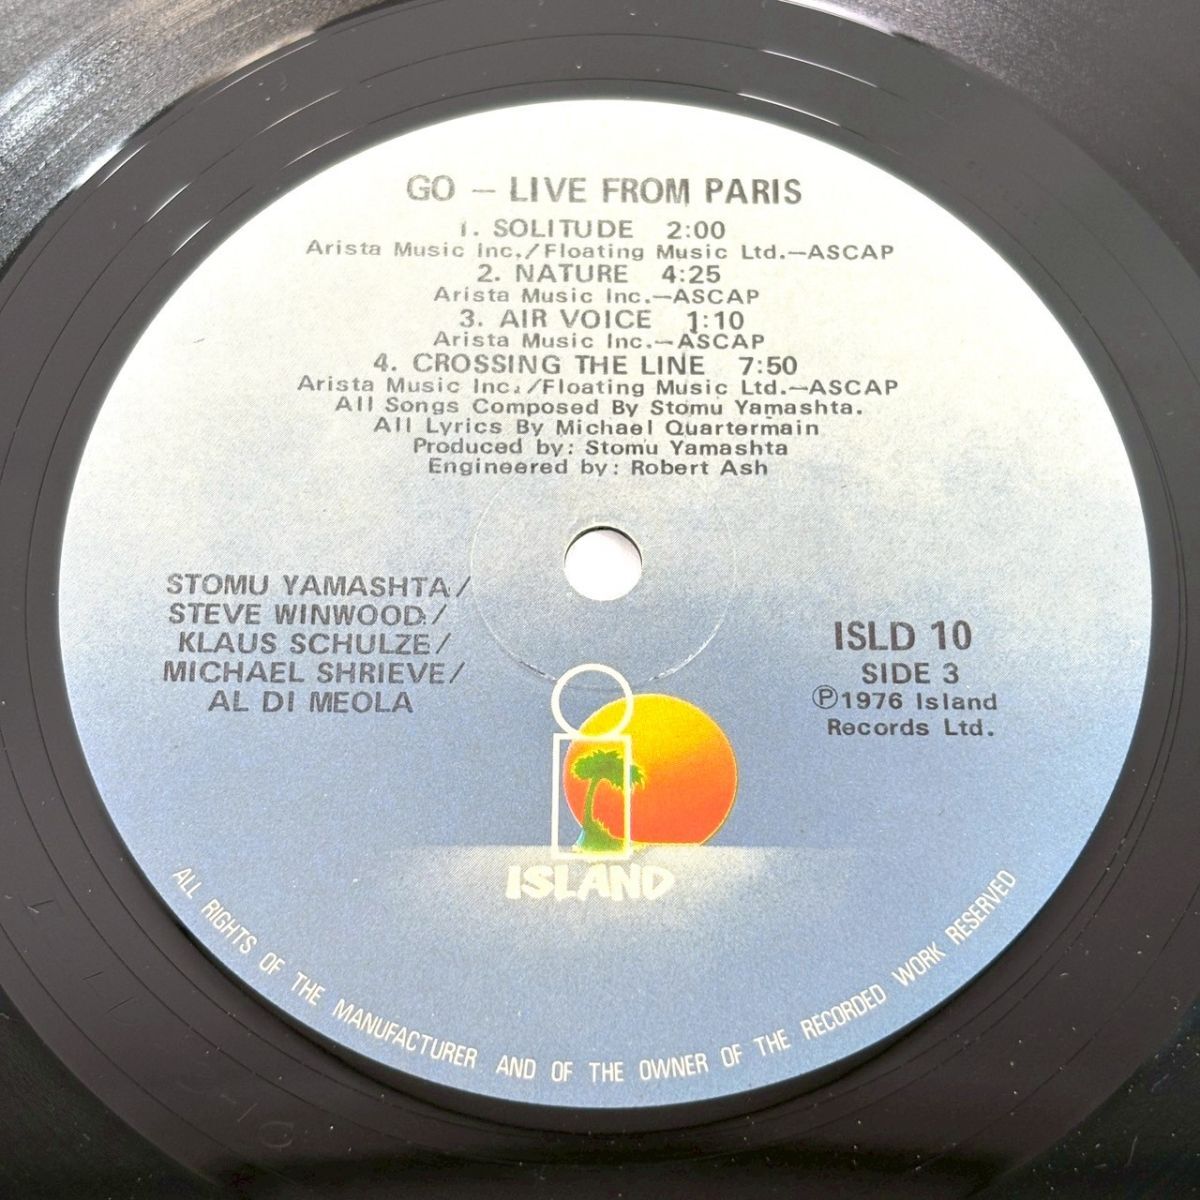 GO – LIVE FROM PARIS
1. SOLITUDE 2:00
Arista Music Inc./Floating Music Ltd.—ASCAP
2. NATURE 4:25
Arista Music Inc.—ASCAP
3. AIR VOICE 1:10
Arista Music Inc.—ASCAP
4. CROSSING THE LINE 7:50
Arista Music Inc./Floating Music Ltd.—ASCAP
All Songs Composed By Stomu Yamashta.
All Lyrics By Michael Quartermain
Produced by: Stomu Yamashta
Engineered by: Robert Ash
STOMU YAMASHTA/
STEVE WINWOOD/
KLAUS SCHULZE/
MICHAEL SHRIEVE/
AL DI MEOLA
ISLD 10
SIDE 3
℗1976 Island
Records Ltd.
i
ISLAND
ALL RIGHTS OF THE MANUFACTURER AND OF THE OWNER OF THE RECORDED WORK RESERVED